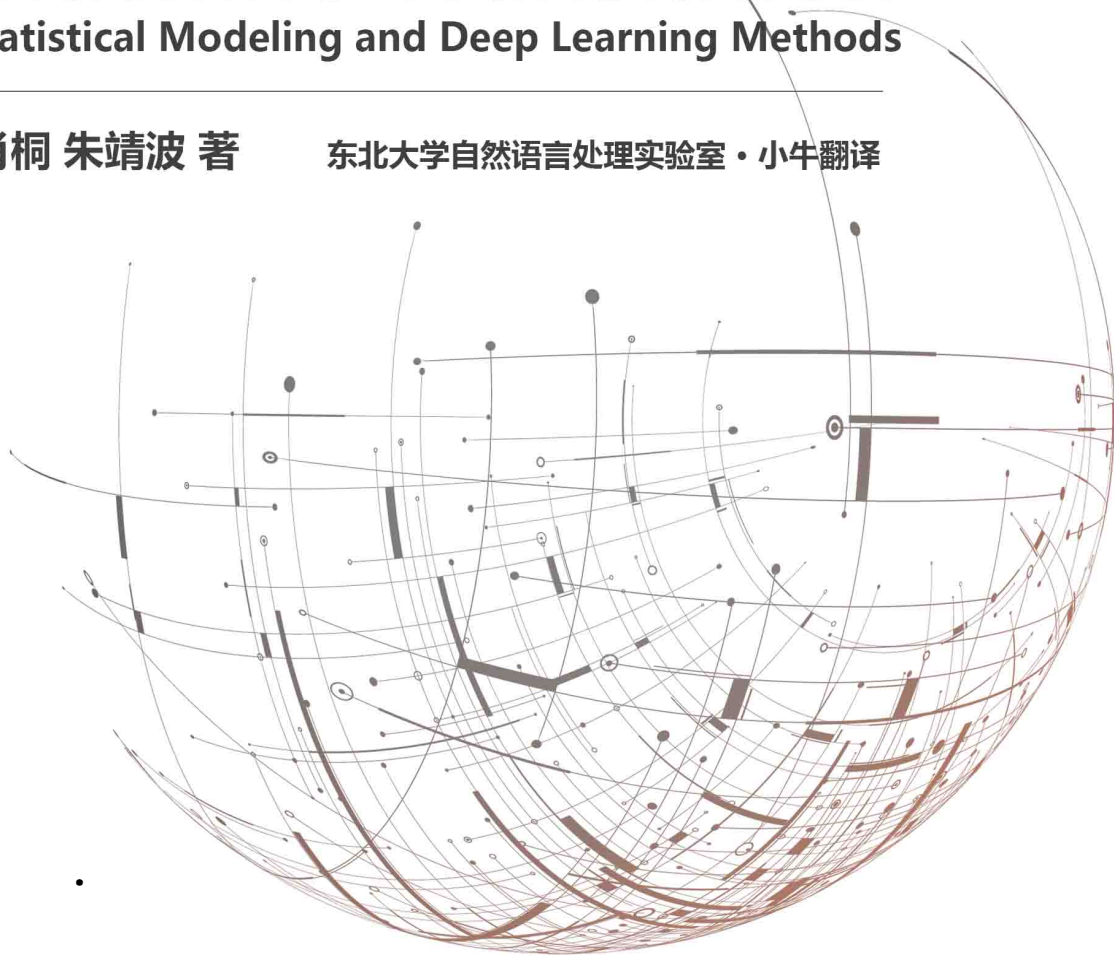 atistical Modeling and Deep Learning Methods
桐 朱靖波 著 东北大学自然语言处理实验室・小牛翻译